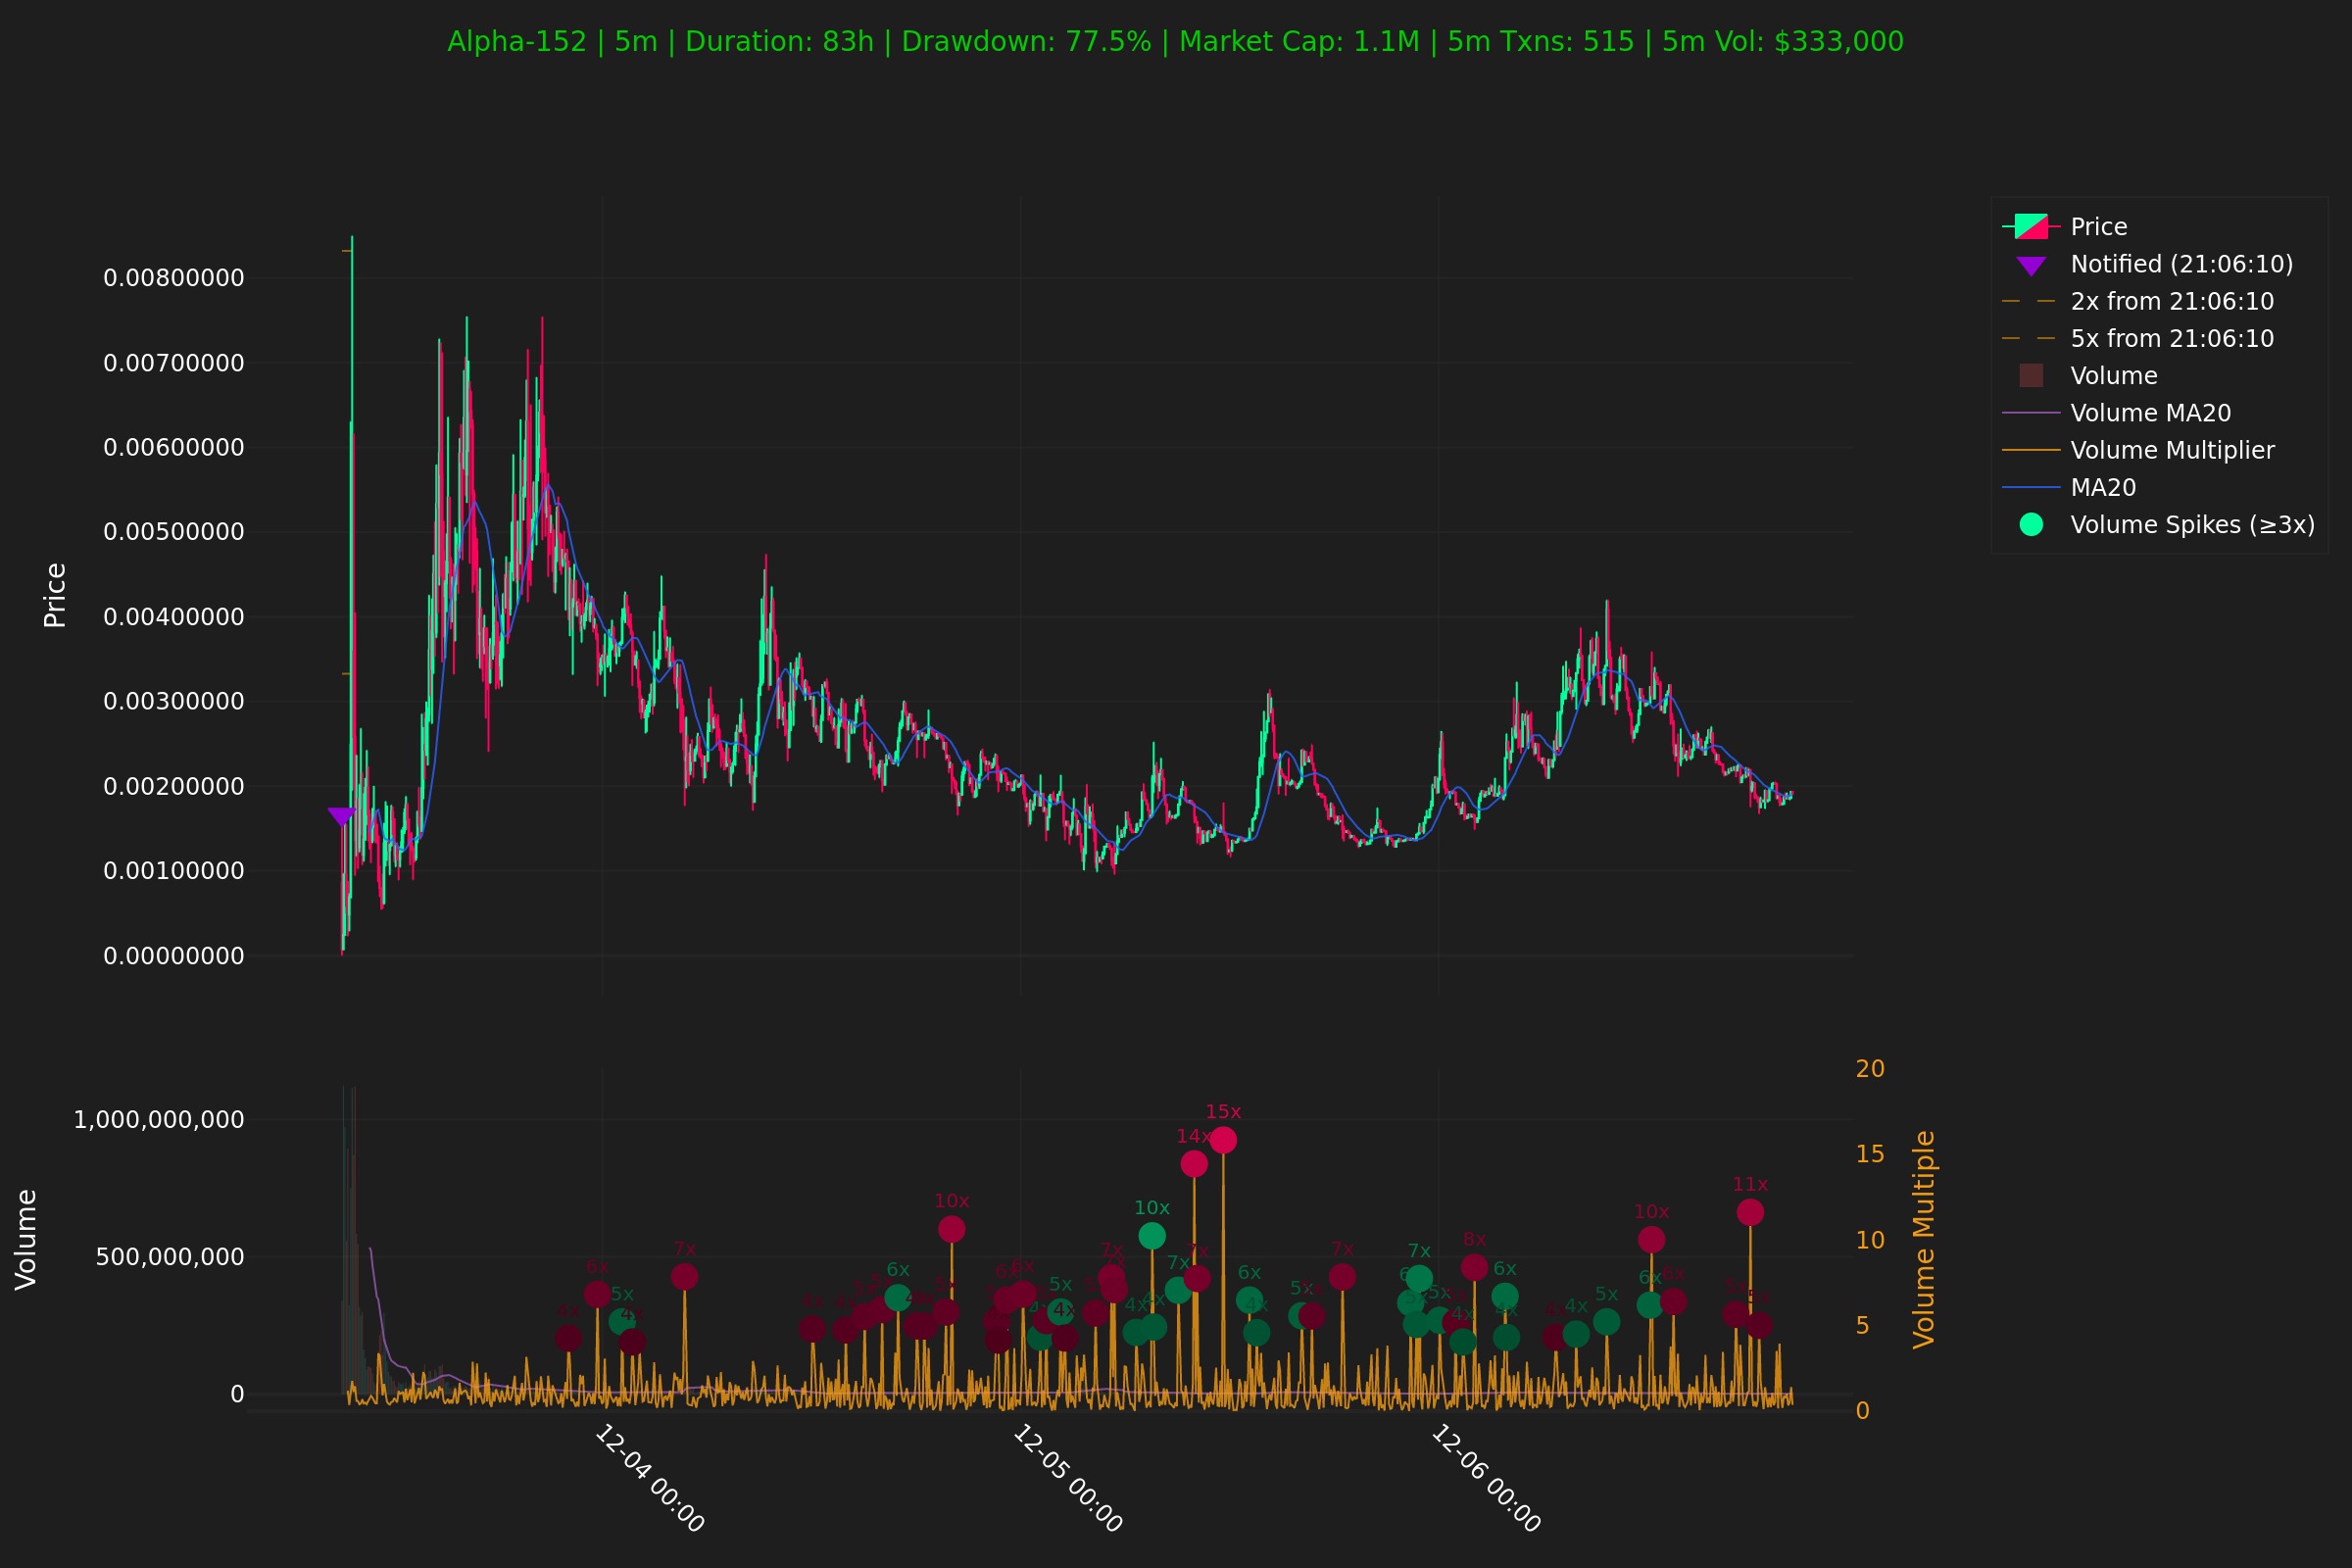 Alpha-152 | 5m | Duration: 83h | Drawdown: 77.5% | Market Cap: 1.1M | 5m Txns: 515 | 5m Vol: $333,000
Price
0.00800000
0.00700000
0.00600000
0.00500000
0.00400000
0.00300000
0.00200000
0.00100000
0.00000000
Price
Notified (21:06:10)
2x from 21:06:10
5x from 21:06:10
Volume
Volume MA20
Volume Multiplier
MA20
Volume Spikes (≥3x)
Volume
1,000,000,000
500,000,000
0
20
15
10
5
0
Volume Multiple
6x
5x
7x
6x
10x
5x
10x
7x
14x
15x
6x
5x
7x
7x
8x
6x
4x
5x
10x
6x
11x
12-04 00:00
12-05 00:00
12-06 00:00